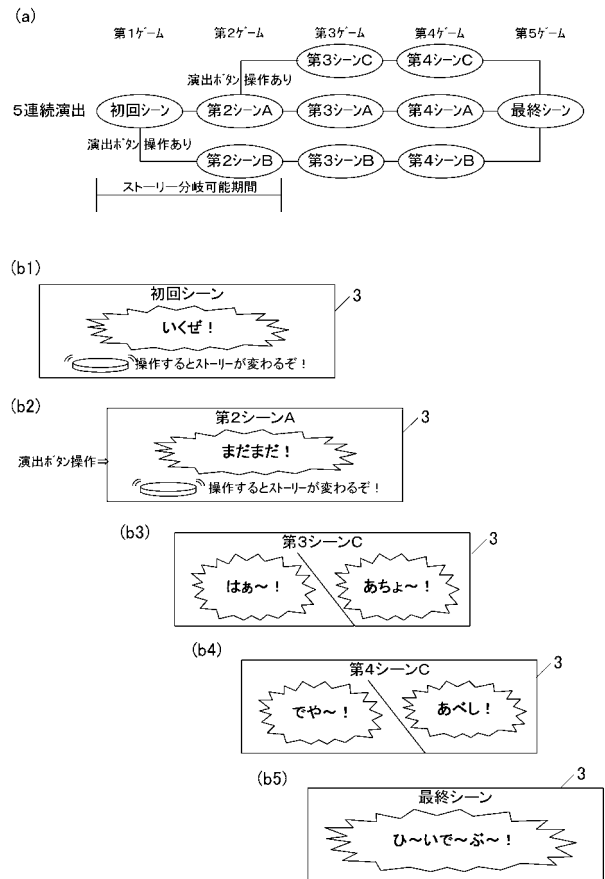 (a)
第1ゲーム 第2ゲーム 第3ゲーム 第4ゲーム 第5ゲーム
第3シーンC 第4シーンC
演出ボタン操作あり
5連続演出 初回シーン 第2シーンA 第3シーンA 第4シーンA 最終シーン
演出ボタン操作あり
第2シーンB 第3シーンB 第4シーンB
ストーリー分岐可能期間
(b1)
初回シーン 3
いくぜ！
操作するとストーリーが変わるぞ！
(b2)
第2シーンA 3
まだまだ！
演出ボタン操作⇒
操作するとストーリーが変わるぞ！
(b3)
第3シーンC 3
はぁ～！ あちょ～！
(b4)
第4シーンC 3
でや～！ あべし！
(b5)
最終シーン 3
ひ～いで～ぶ～！